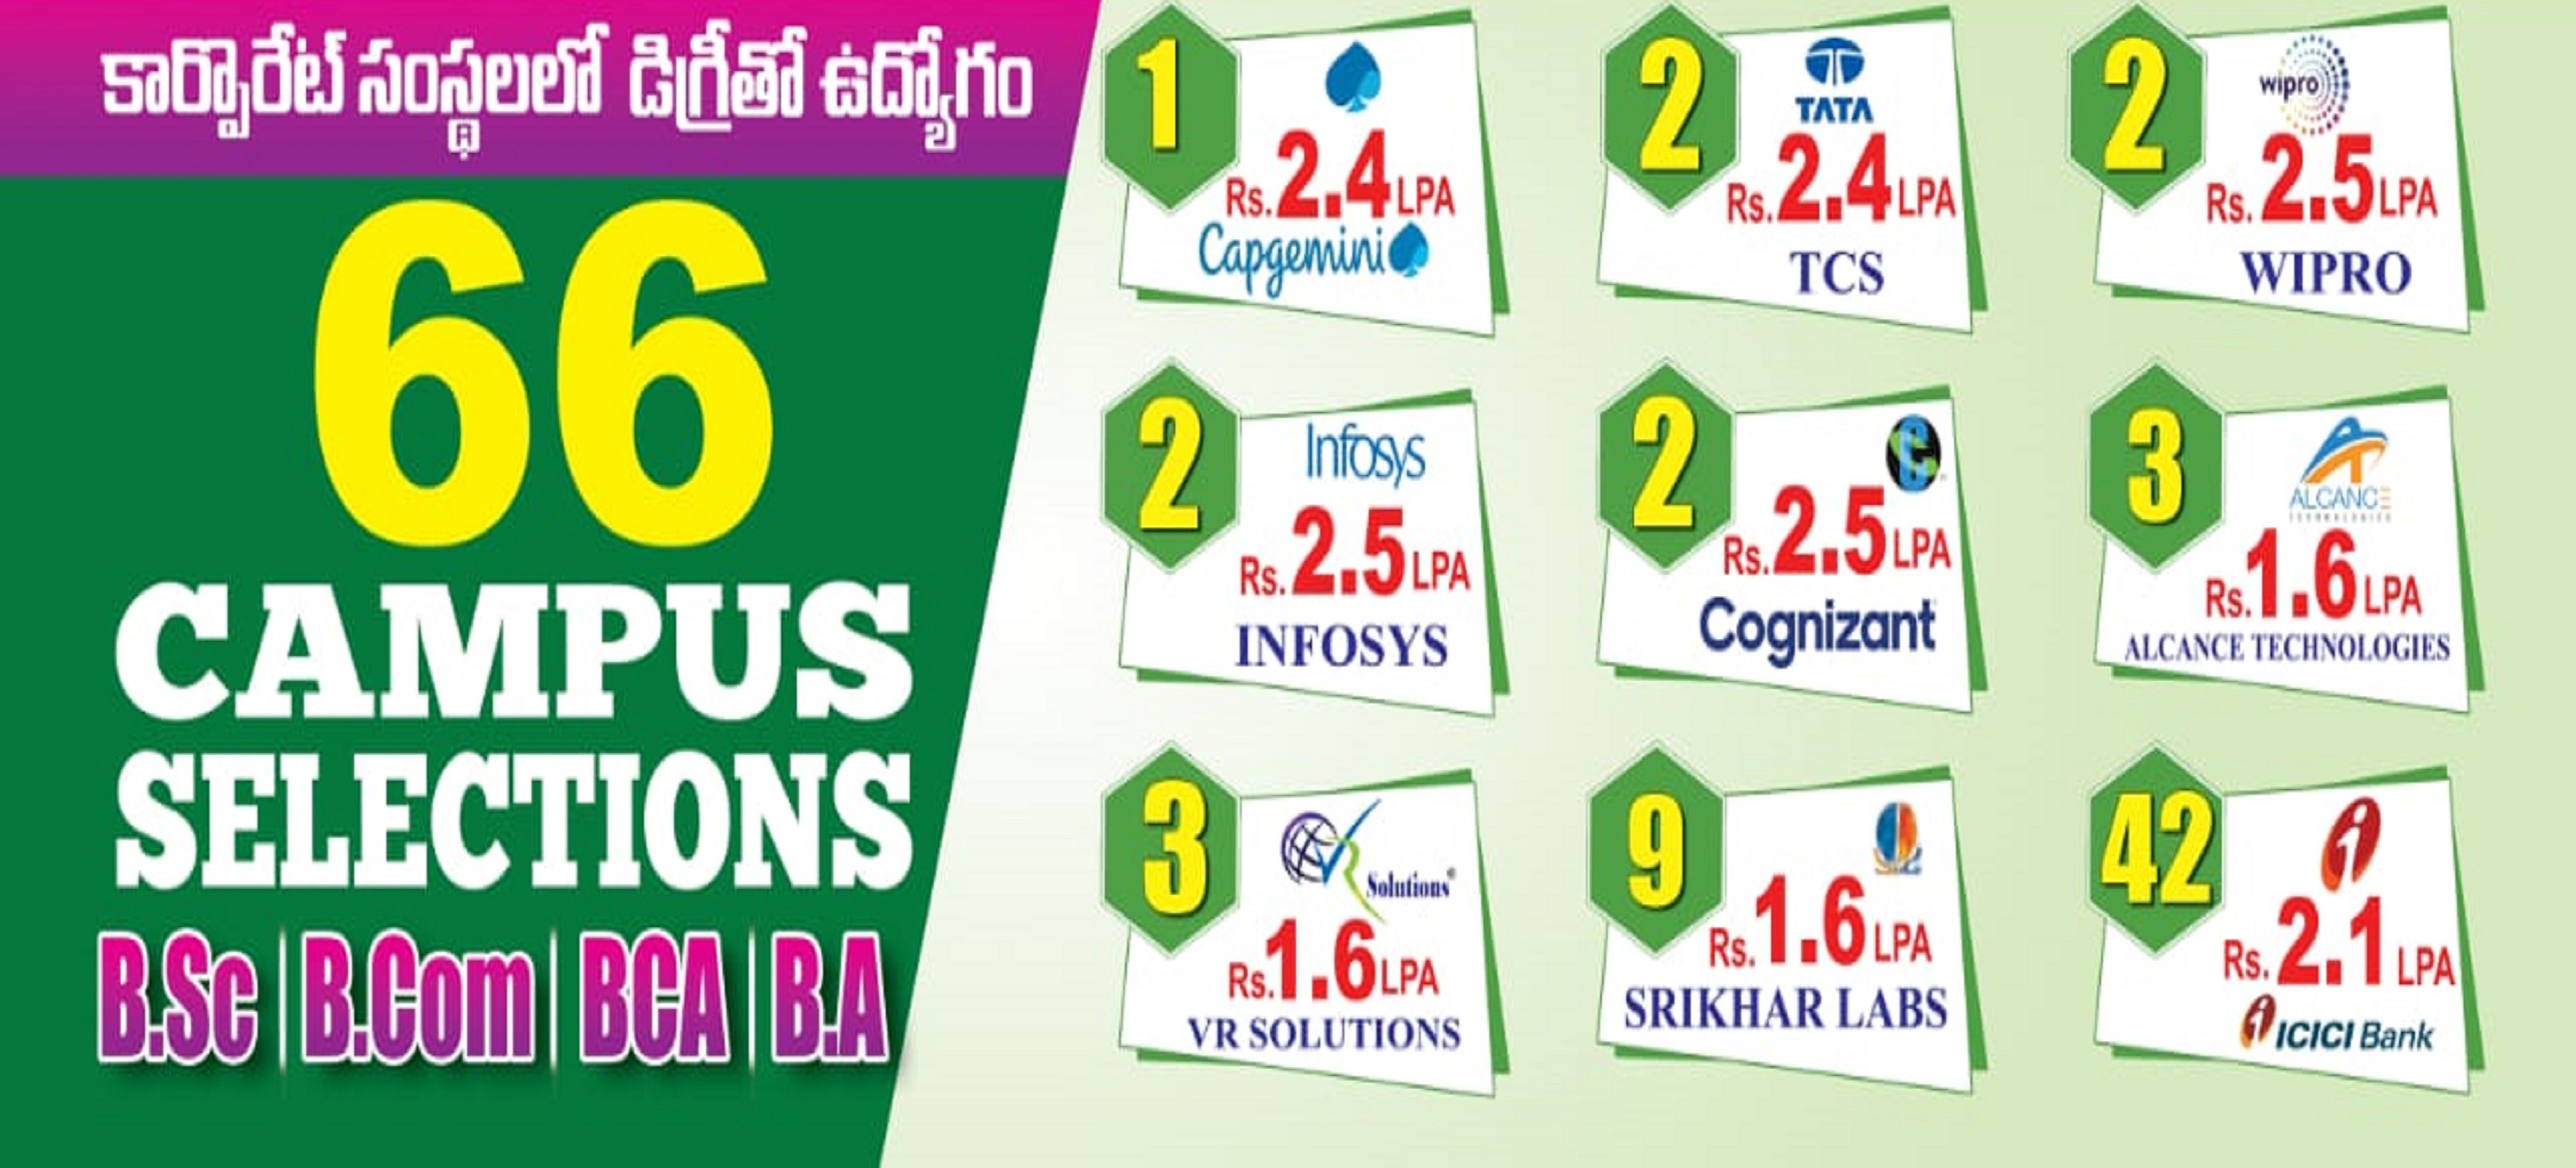 కార్పొరేట్ సంస్థలలో డిగ్రీతో ఉద్యోగం
66
CAMPUS
SELECTIONS
B.Sc | B.Com | BCA | B.A
1
Rs. 2.4 LPA
Capgemini
2
TATA
Rs. 2.4 LPA
TCS
2
wipro
Rs. 2.5 LPA
WIPRO
2
Infosys
Rs. 2.5 LPA
INFOSYS
2
C
Rs. 2.5 LPA
Cognizant
3
ALCANCE
TECHNOLOGIES
Rs. 1.6 LPA
ALCANCE TECHNOLOGIES
3
VR Solutions®
Rs. 1.6 LPA
VR SOLUTIONS
9
Rs. 1.6 LPA
SRIKHAR LABS
42
i
Rs. 2.1 LPA
i ICICI Bank